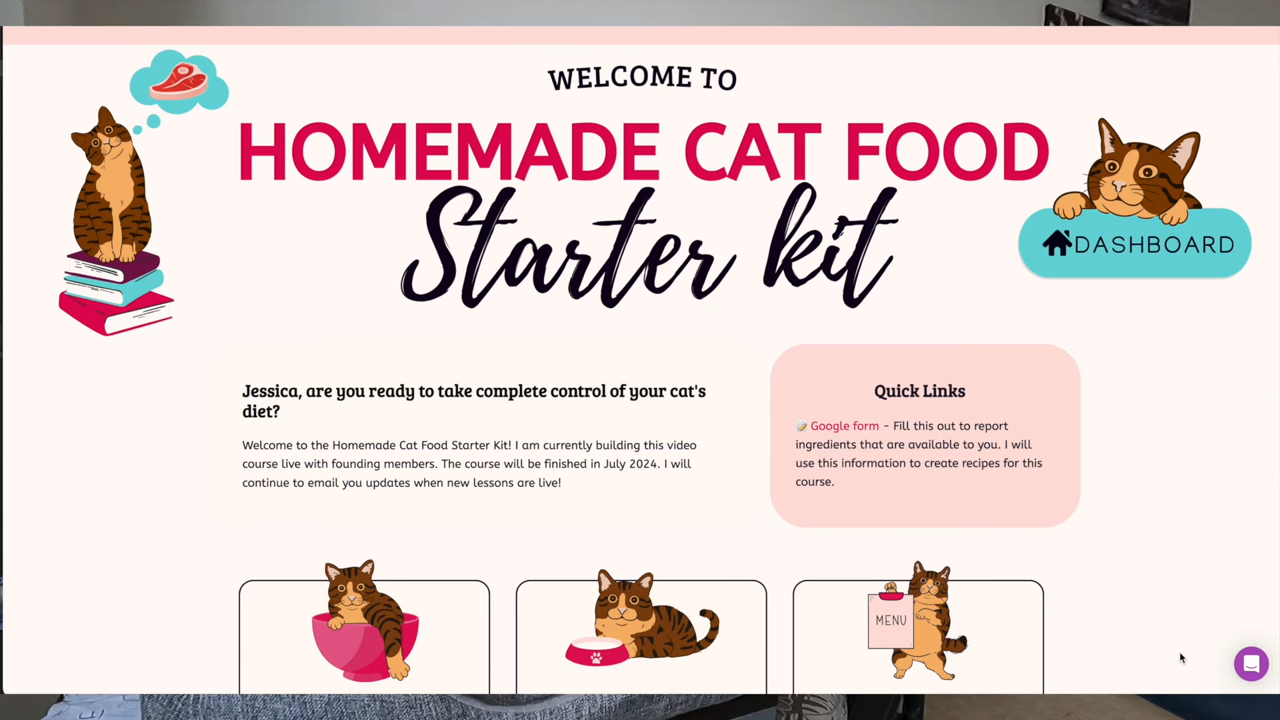 WELCOME TO
HOMEMADE CAT FOOD
Starter kit
DASHBOARD
Jessica, are you ready to take complete control of your cat's
diet?
Welcome to the Homemade Cat Food Starter Kit! I am currently building this video
course live with founding members. The course will be finished in July 2024. I will
continue to email you updates when new lessons are live!
Quick Links
Google form - Fill this out to report
ingredients that are available to you. I will
use this information to create recipes for this
course.
MENU